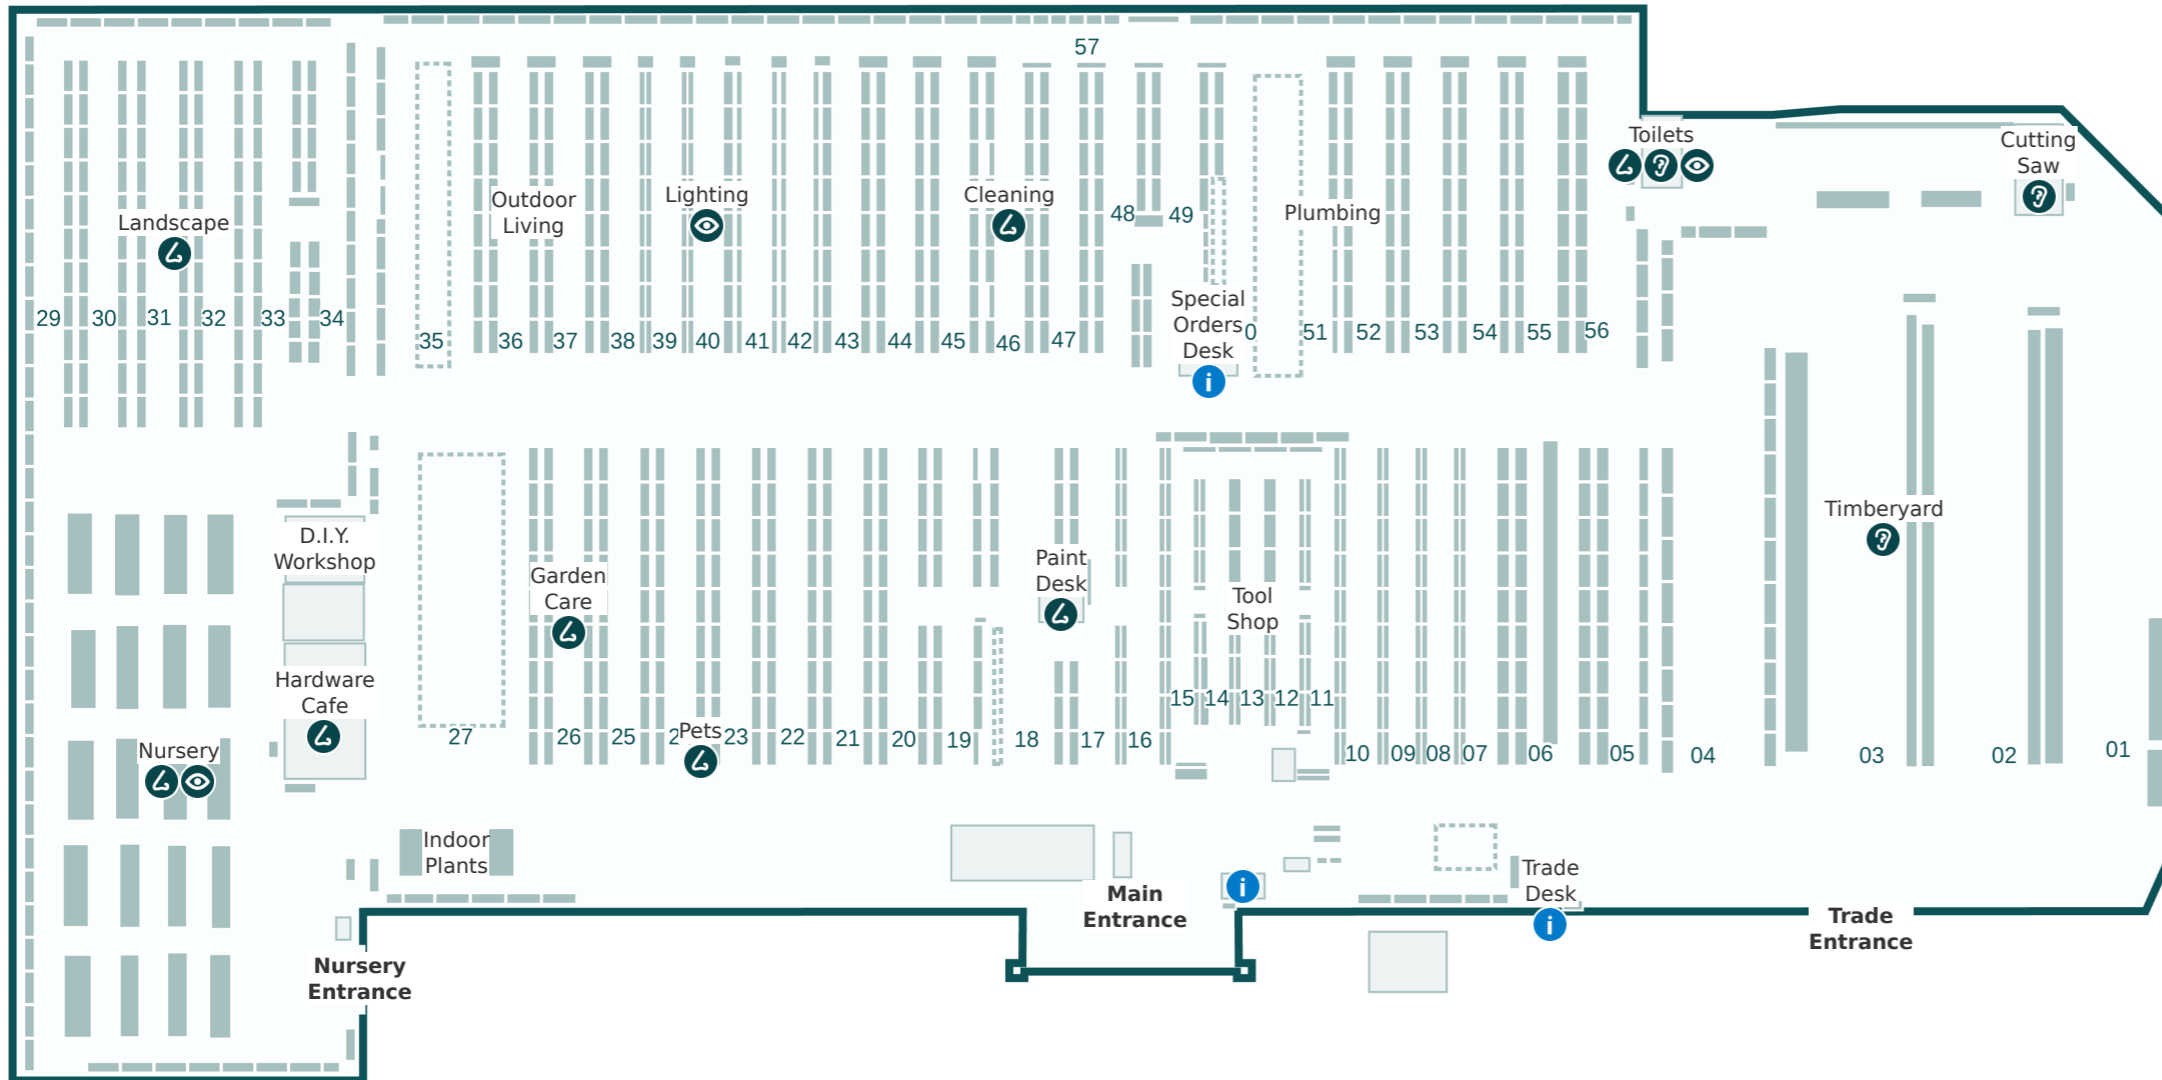 57
Toilets
Cutting
Saw
Landscape
Outdoor
Living
Lighting
Cleaning
48
49
Plumbing
29
30
31
32
33
34
35
36
37
38
39
40
41
42
43
44
45
46
47
Special
Orders
Desk
51
52
53
54
55
56
D.I.Y.
Workshop
Hardware
Cafe
Nursery
Garden
Care
Paint
Desk
Tool
Shop
Timberyard
27
26
25
Pets
23
22
21
20
19
18
17
16
15
14
13
12
11
10
09
08
07
06
05
04
03
02
01
Indoor
Plants
Main
Entrance
i
i
Trade
Desk
i
Trade
Entrance
Nursery
Entrance